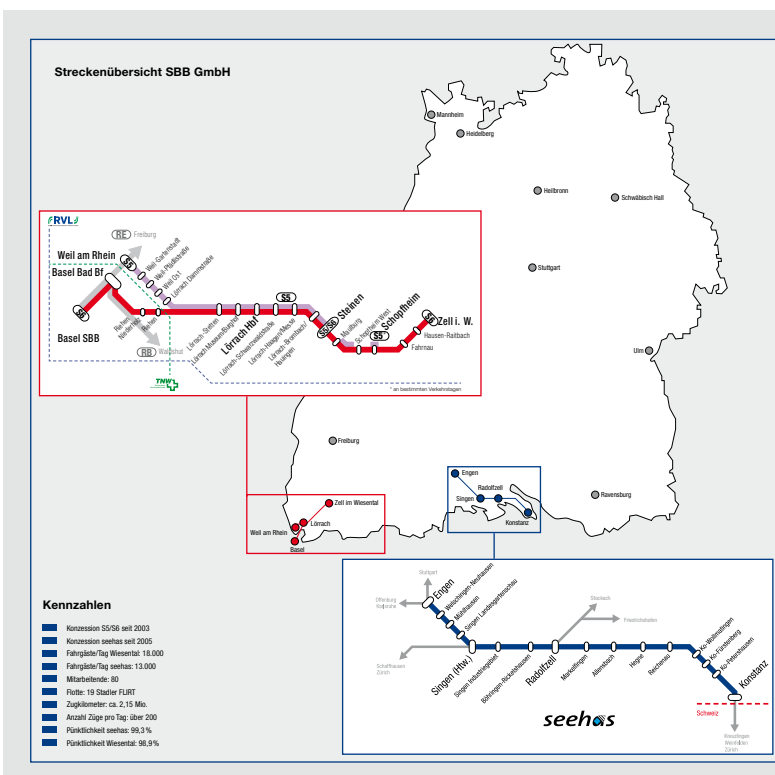 Streckenübersicht SBB GmbH
Mannheim
Heidelberg
Heilbronn
Schwäbisch Hall
Stuttgart
Ulm
Freiburg
Ravensburg
RVL
RE Freiburg
Weil am Rhein
Basel Bad Bf
Basel SBB
S5
S6
Weil-Gartenstadt
Weil-Pfädlistraße
Weil Ost
Lörrach Dammstraße
Riehen
Niederholz
Riehen
RB Waldshut
TNW
Lörrach-Stetten
Lörrach-Museum/Burghof
Lörrach Hbf
Lörrach-Schwarzwaldstraße
Lörrach-Haagen/Messe
Lörrach-Brombach/
Hauingen
S5
S5/S6
Steinen
Maulburg
Schopfheim West
S5
Schopfheim
Fahrnau
Hausen-Raitbach
S6
Zell i. W.
* an bestimmten Verkehrstagen
Zell im Wiesental
Lörrach
Weil am Rhein
Basel
Engen
Radolfzell
Singen
Konstanz
Stuttgart
Offenburg
Karlsruhe
Engen
Welschingen-Neuhausen
Mühlhausen
Singen Landesgartenschau
Schaffhausen
Zürich
Singen (Htw.)
Singen Industriegebiet
Böhringen-Rickelshausen
Radolfzell
Stockach
Friedrichshafen
Markelfingen
Allensbach
Hegne
Reichenau
Ko-Wollmatingen
Ko-Fürstenberg
Ko-Petershausen
Konstanz
Schweiz
Kreuzlingen
Weinfelden
Zürich
seehas
Kennzahlen
Konzession S5/S6 seit 2003
Konzession seehas seit 2005
Fahrgäste/Tag Wiesental: 18.000
Fahrgäste/Tag seehas: 13.000
Mitarbeitende: 80
Flotte: 19 Stadler FLIRT
Zugkilometer: ca. 2,15 Mio.
Anzahl Züge pro Tag: über 200
Pünktlichkeit seehas: 99,3 %
Pünktlichkeit Wiesental: 98,9%